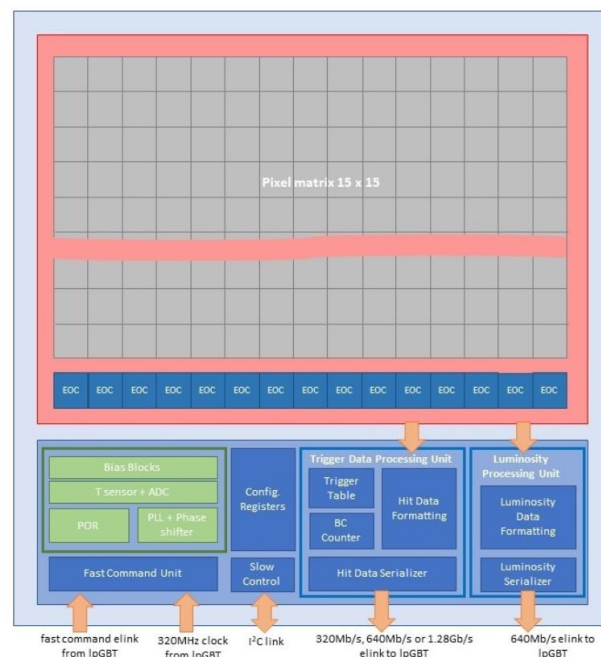 Pixel matrix 15 x 15
EOC EOC EOC EOC EOC EOC EOC EOC EOC EOC EOC EOC EOC EOC EOC
Bias Blocks
T sensor + ADC
POR
PLL + Phase
shifter
Fast Command Unit
Config.
Registers
Slow
Control
Trigger Data Processing Unit
Trigger
Table
BC
Counter
Hit Data
Formatting
Hit Data Serializer
Luminosity
Processing Unit
Luminosity
Data
Formatting
Luminosity
Serializer
fast command elink
from lpGBT
320MHz clock
from lpGBT
I²C link
320Mb/s, 640Mb/s or 1.28Gb/s
elink to lpGBT
640Mb/s elink to
lpGBT